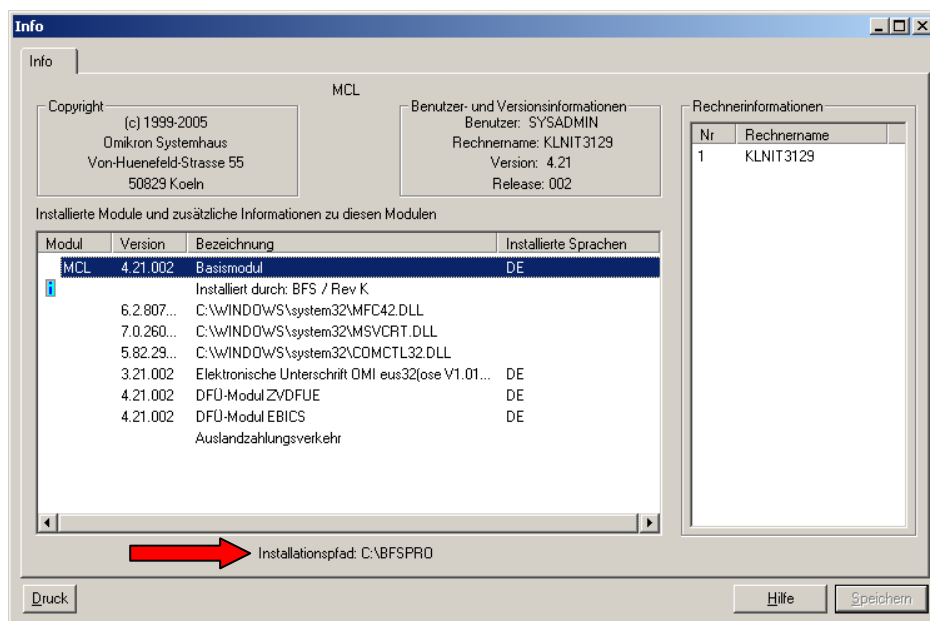 Info
Info
MCL
Copyright
(c) 1999-2005
Omikron Systemhaus
Von-Huenefeld-Strasse 55
50829 Koeln
Benutzer- und Versionsinformationen
Benutzer: SYSADMIN
Rechnername: KLNIT3129
Version: 4.21
Release: 002
Rechnerinformationen
Nr Rechnername
1 KLNIT3129
Installierte Module und zusätzliche Informationen zu diesen Modulen
Modul Version Bezeichnung Installierte Sprachen
MCL 4.21.002 Basismodul DE
Installiert durch: BFS / Rev K
6.2.807... C:\WINDOWS\system32\MFC42.DLL
7.0.260... C:\WINDOWS\system32\MSVCRT.DLL
5.82.29... C:\WINDOWS\system32\COMCTL32.DLL
3.21.002 Elektronische Unterschrift OMI eus32(ose V1.01... DE
4.21.002 DFÜ-Modul ZVDFUE DE
4.21.002 DFÜ-Modul EBICS DE
Auslandzahlungsverkehr
Installationspfad: C:\BFSPRO
Druck Hilfe Speichern